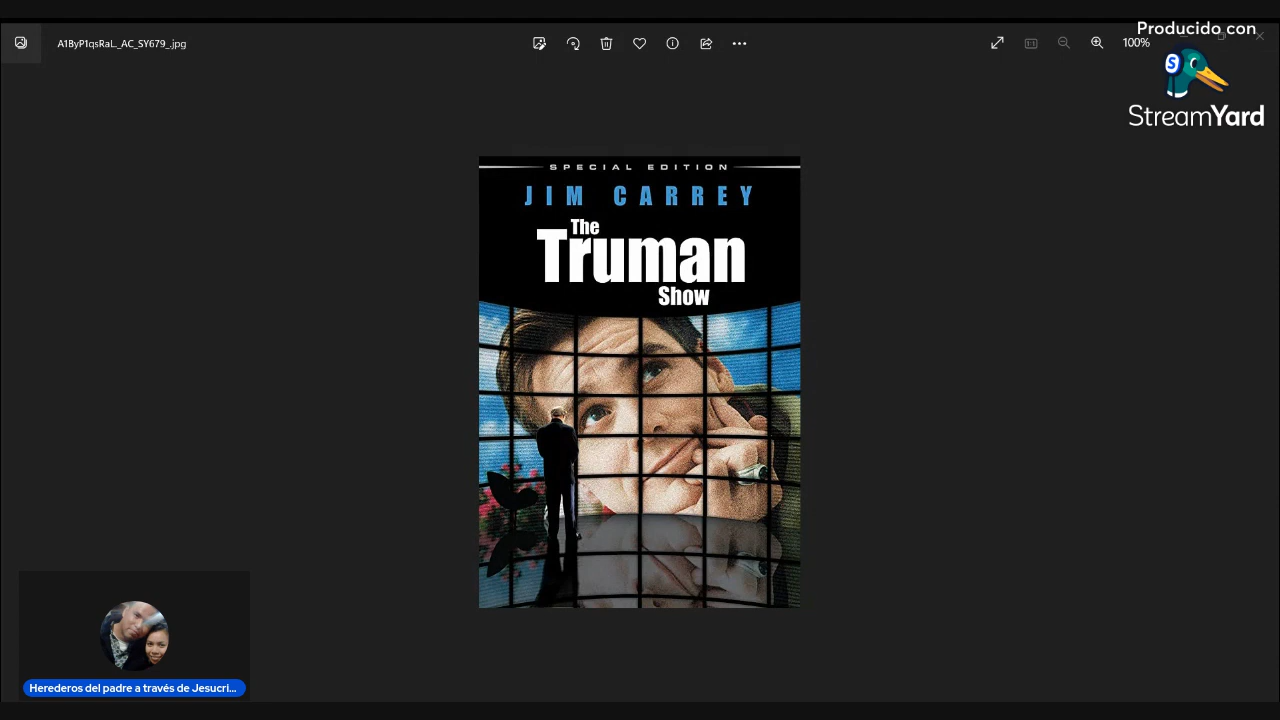 A1ByP1qsRaL._AC_SY679_.jpg
100%
Producido con
S
StreamYard
SPECIAL EDITION
JIM CARREY
The
Truman
Show
Herederos del padre a través de Jesucri...